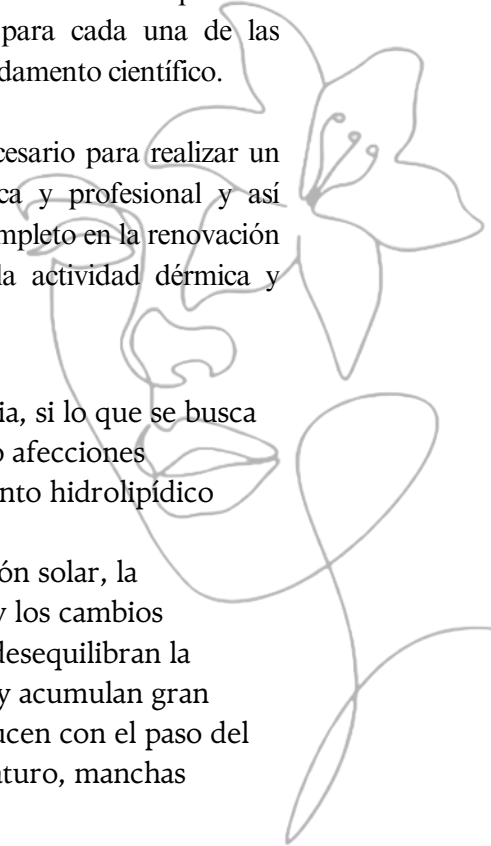 para cada una de las
damento científico.
cesario para realizar un
ca y profesional y así
mpleto en la renovación
la actividad dérmica y
ia, si lo que se busca
o afecciones
nto hidrolipídico
ón solar, la
y los cambios
desequilibran la
y acumulan gran
ucen con el paso del
aturo, manchas